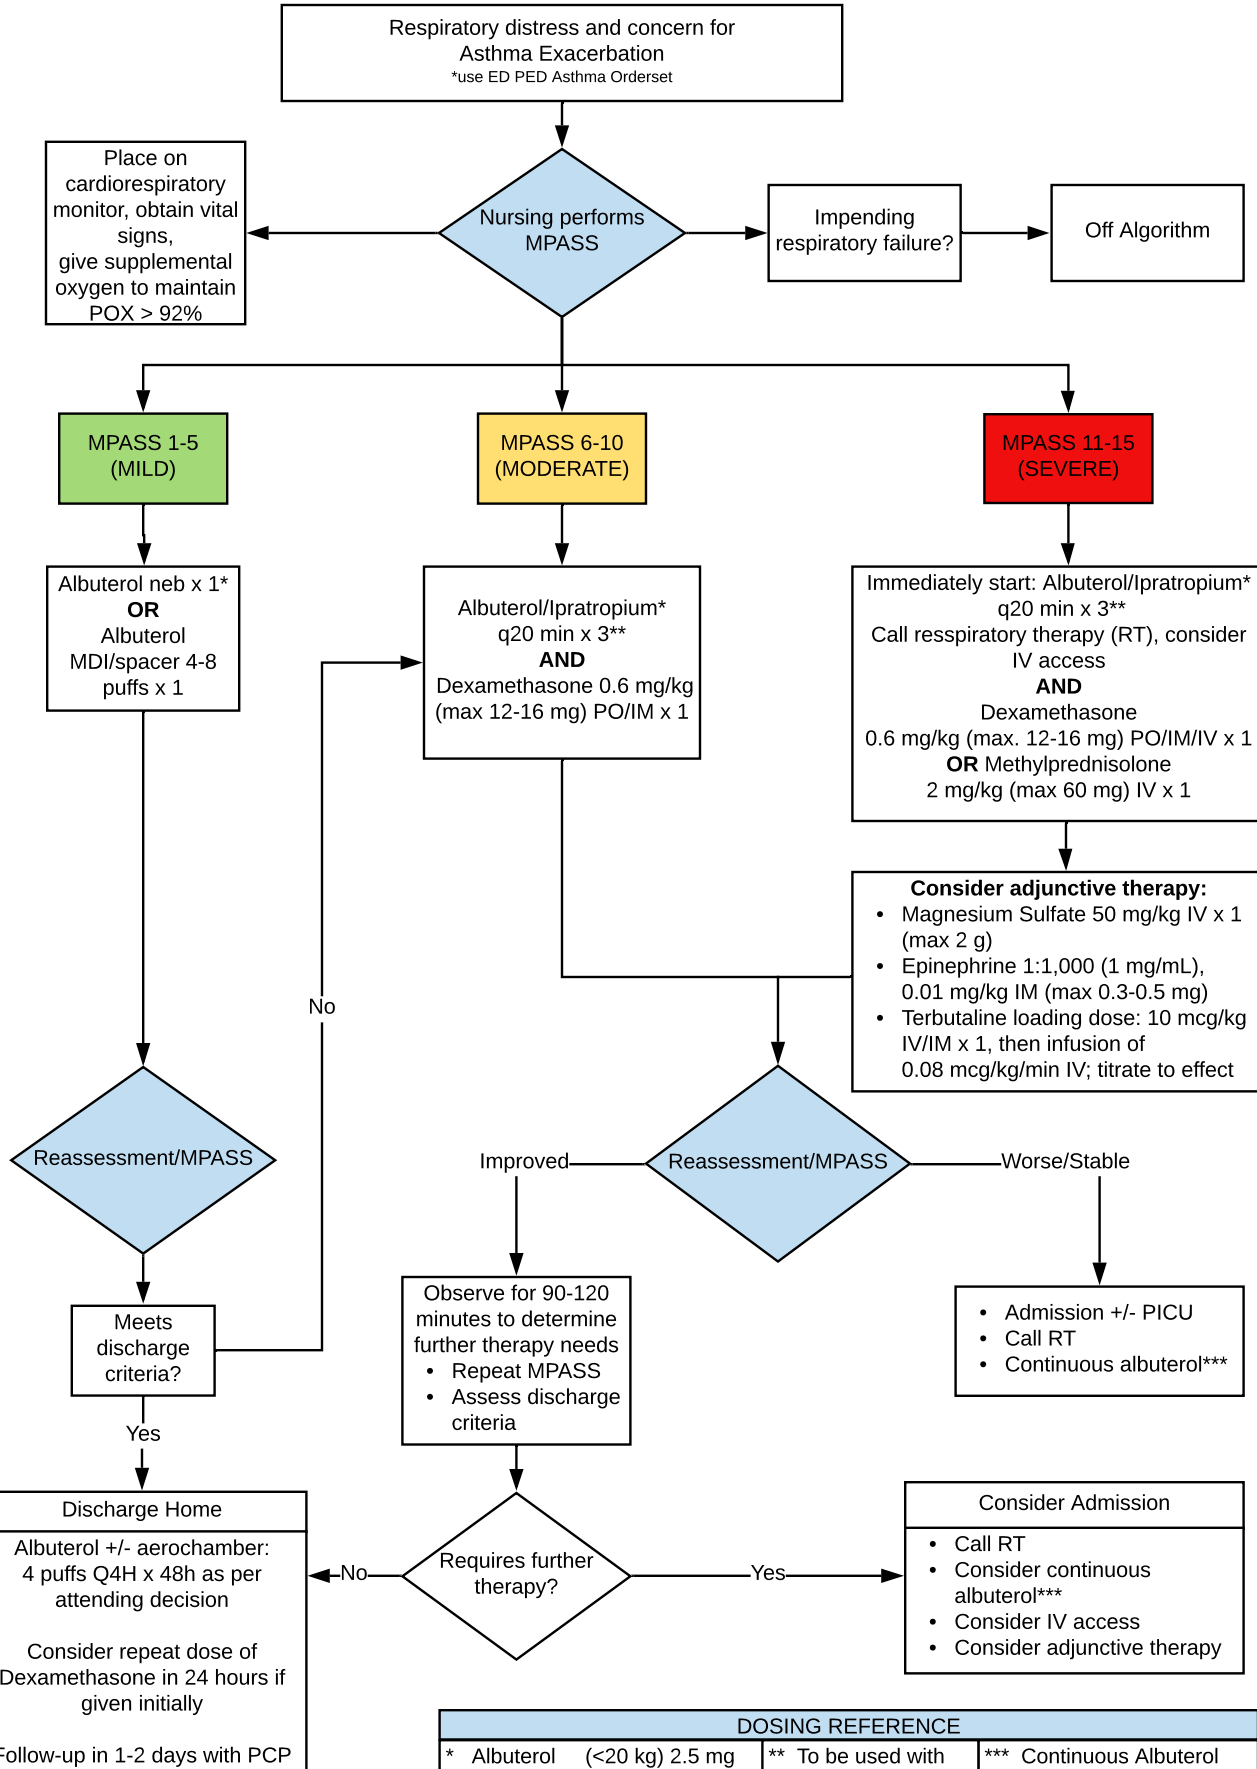 Respiratory distress and concern for
Asthma Exacerbation
*use ED PED Asthma Orderset
Place on
cardiorespiratory
monitor, obtain vital
signs,
give supplemental
oxygen to maintain
POX > 92%
Nursing performs
MPASS
Impending
respiratory failure?
Off Algorithm
MPASS 1-5
(MILD)
MPASS 6-10
(MODERATE)
MPASS 11-15
(SEVERE)
Albuterol neb x 1*
OR
Albuterol
MDI/spacer 4-8
puffs x 1
Albuterol/Ipratropium*
q20 min x 3**
AND
Dexamethasone 0.6 mg/kg
(max 12-16 mg) PO/IM x 1
Immediately start: Albuterol/Ipratropium*
q20 min x 3**
Call resspiratory therapy (RT), consider
IV access
AND
Dexamethasone
0.6 mg/kg (max. 12-16 mg) PO/IM/IV x 1
OR Methylprednisolone
2 mg/kg (max 60 mg) IV x 1
Consider adjunctive therapy:
• Magnesium Sulfate 50 mg/kg IV x 1
(max 2 g)
• Epinephrine 1:1,000 (1 mg/mL),
0.01 mg/kg IM (max 0.3-0.5 mg)
• Terbutaline loading dose: 10 mcg/kg
IV/IM x 1, then infusion of
0.08 mcg/kg/min IV; titrate to effect
No
Reassessment/MPASS
Improved
Reassessment/MPASS
Worse/Stable
Meets
discharge
criteria?
Observe for 90-120
minutes to determine
further therapy needs
• Repeat MPASS
• Assess discharge
criteria
• Admission +/- PICU
• Call RT
• Continuous albuterol***
Yes
Discharge Home
Albuterol +/- aerochamber:
4 puffs Q4H x 48h as per
attending decision
Consider repeat dose of
Dexamethasone in 24 hours if
given initially
Follow-up in 1-2 days with PCP
No
Requires further
therapy?
Yes
Consider Admission
• Call RT
• Consider continuous
albuterol***
• Consider IV access
• Consider adjunctive therapy
DOSING REFERENCE
* Albuterol (<20 kg) 2.5 mg
** To be used with
*** Continuous Albuterol